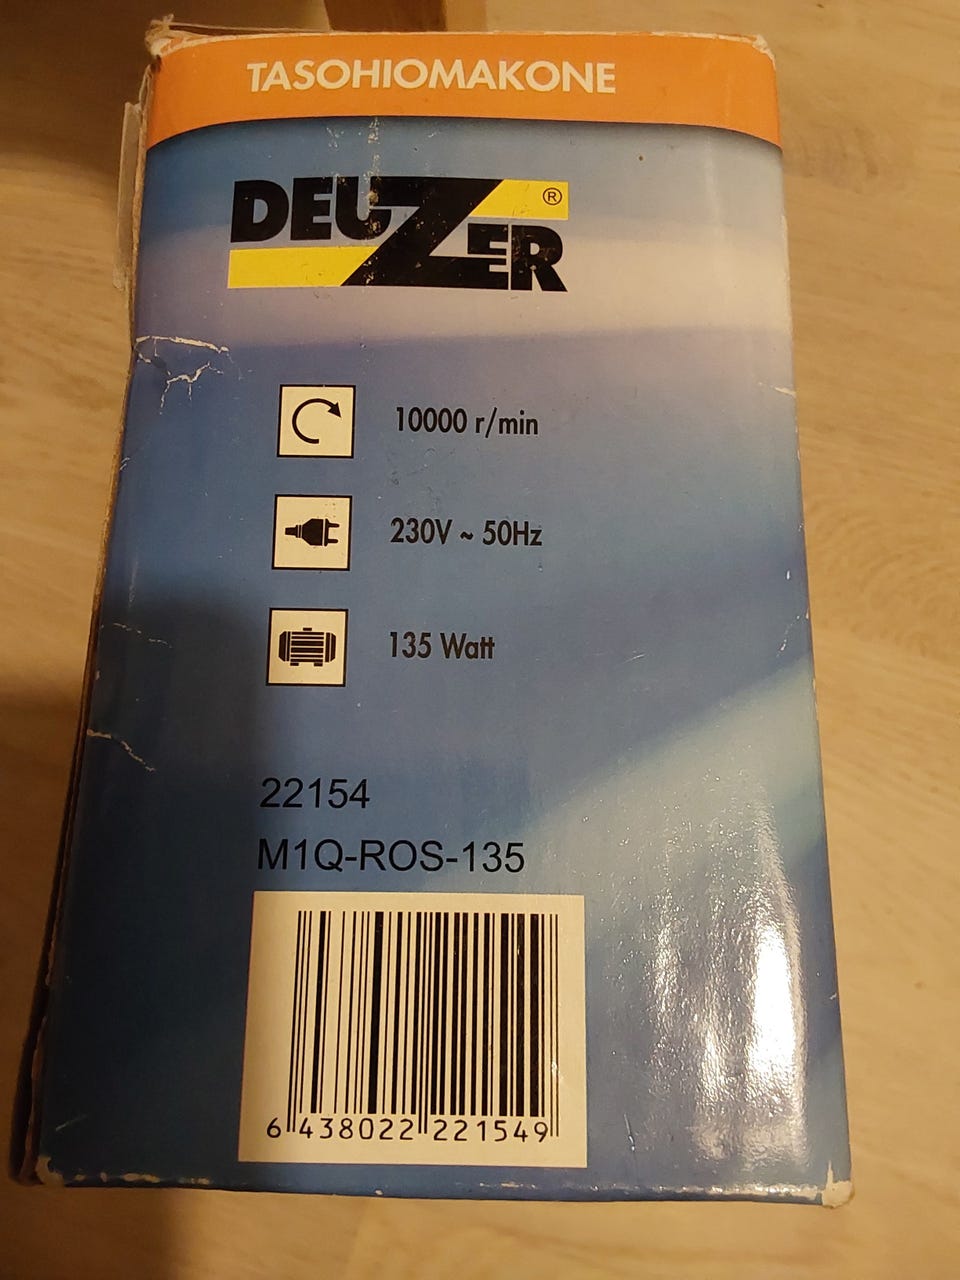 TASOHIOMAKONE
DEUZER ®
10000 r/min
230V ~ 50Hz
135 Watt
22154
M1Q-ROS-135
6 438022 221549